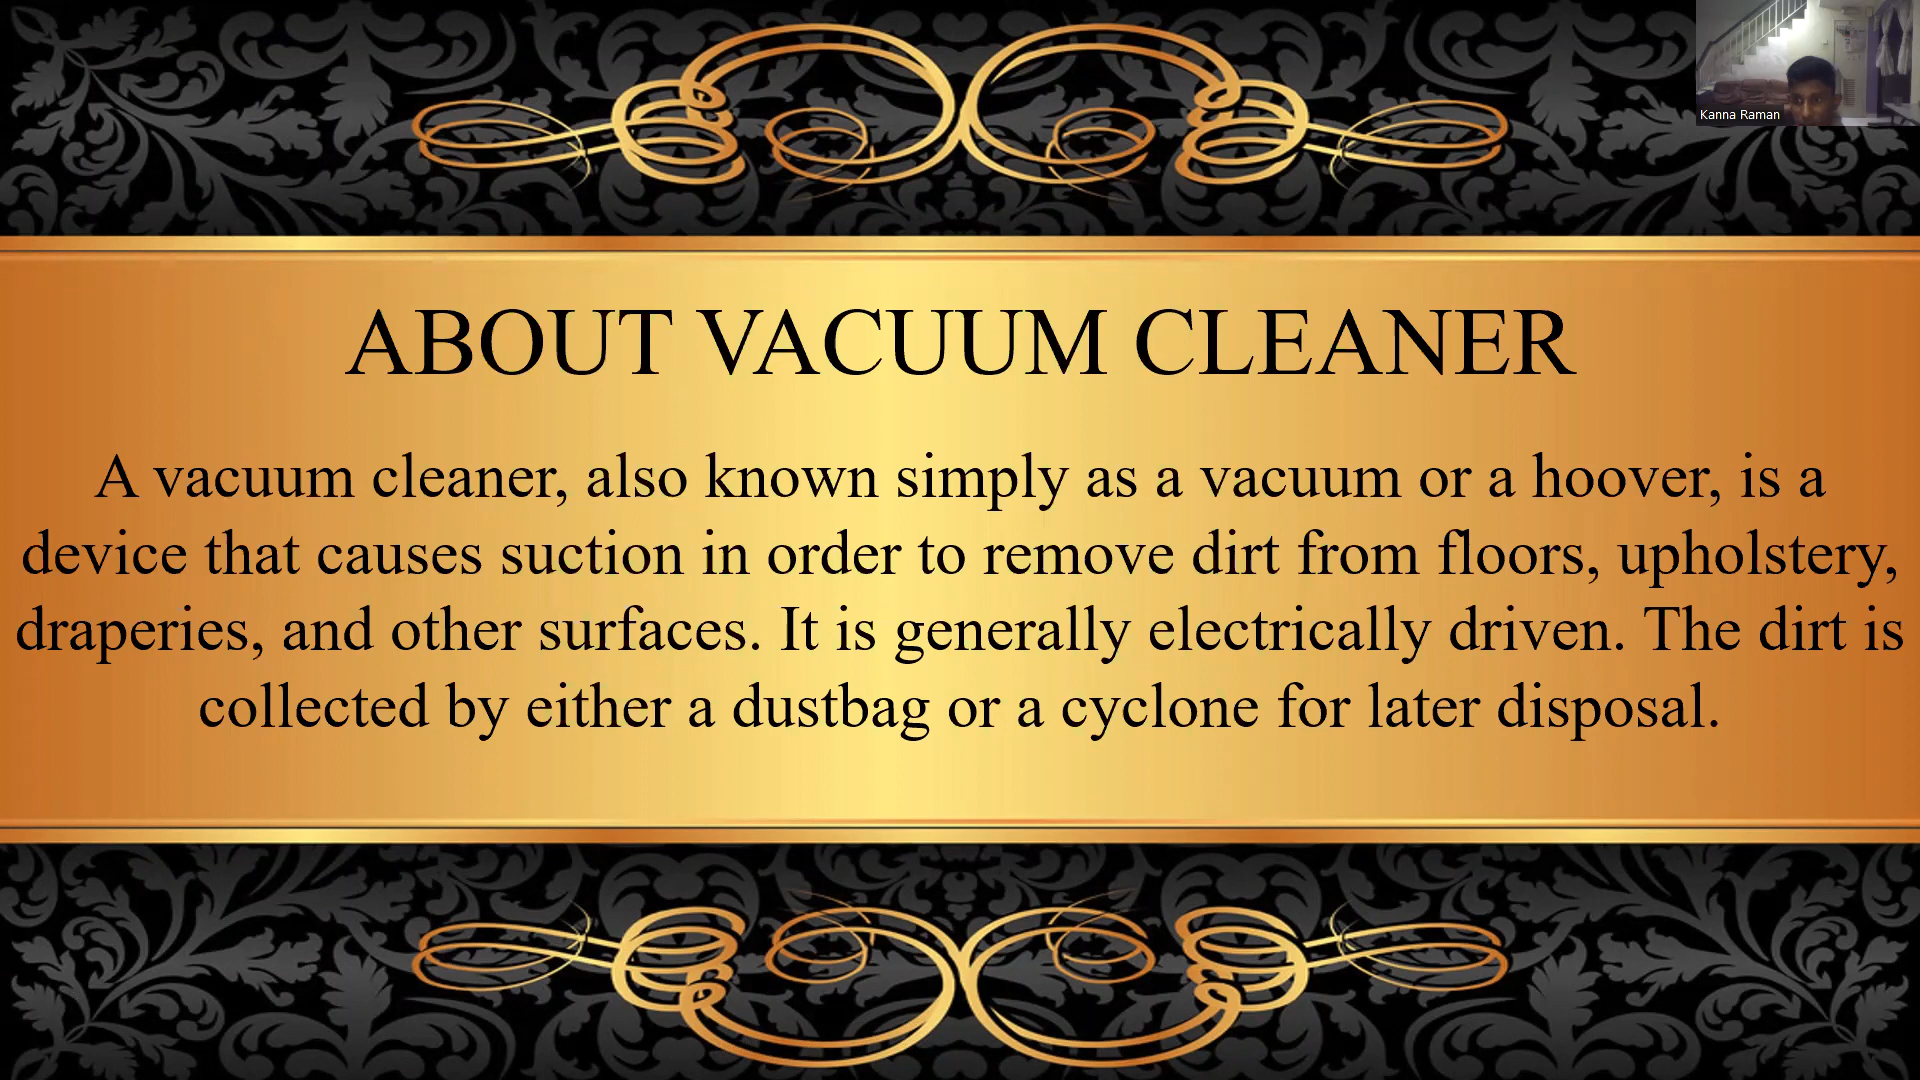 Kanna Raman
ABOUT VACUUM CLEANER
A vacuum cleaner, also known simply as a vacuum or a hoover, is a
device that causes suction in order to remove dirt from floors, upholstery,
draperies, and other surfaces. It is generally electrically driven. The dirt is
collected by either a dustbag or a cyclone for later disposal.